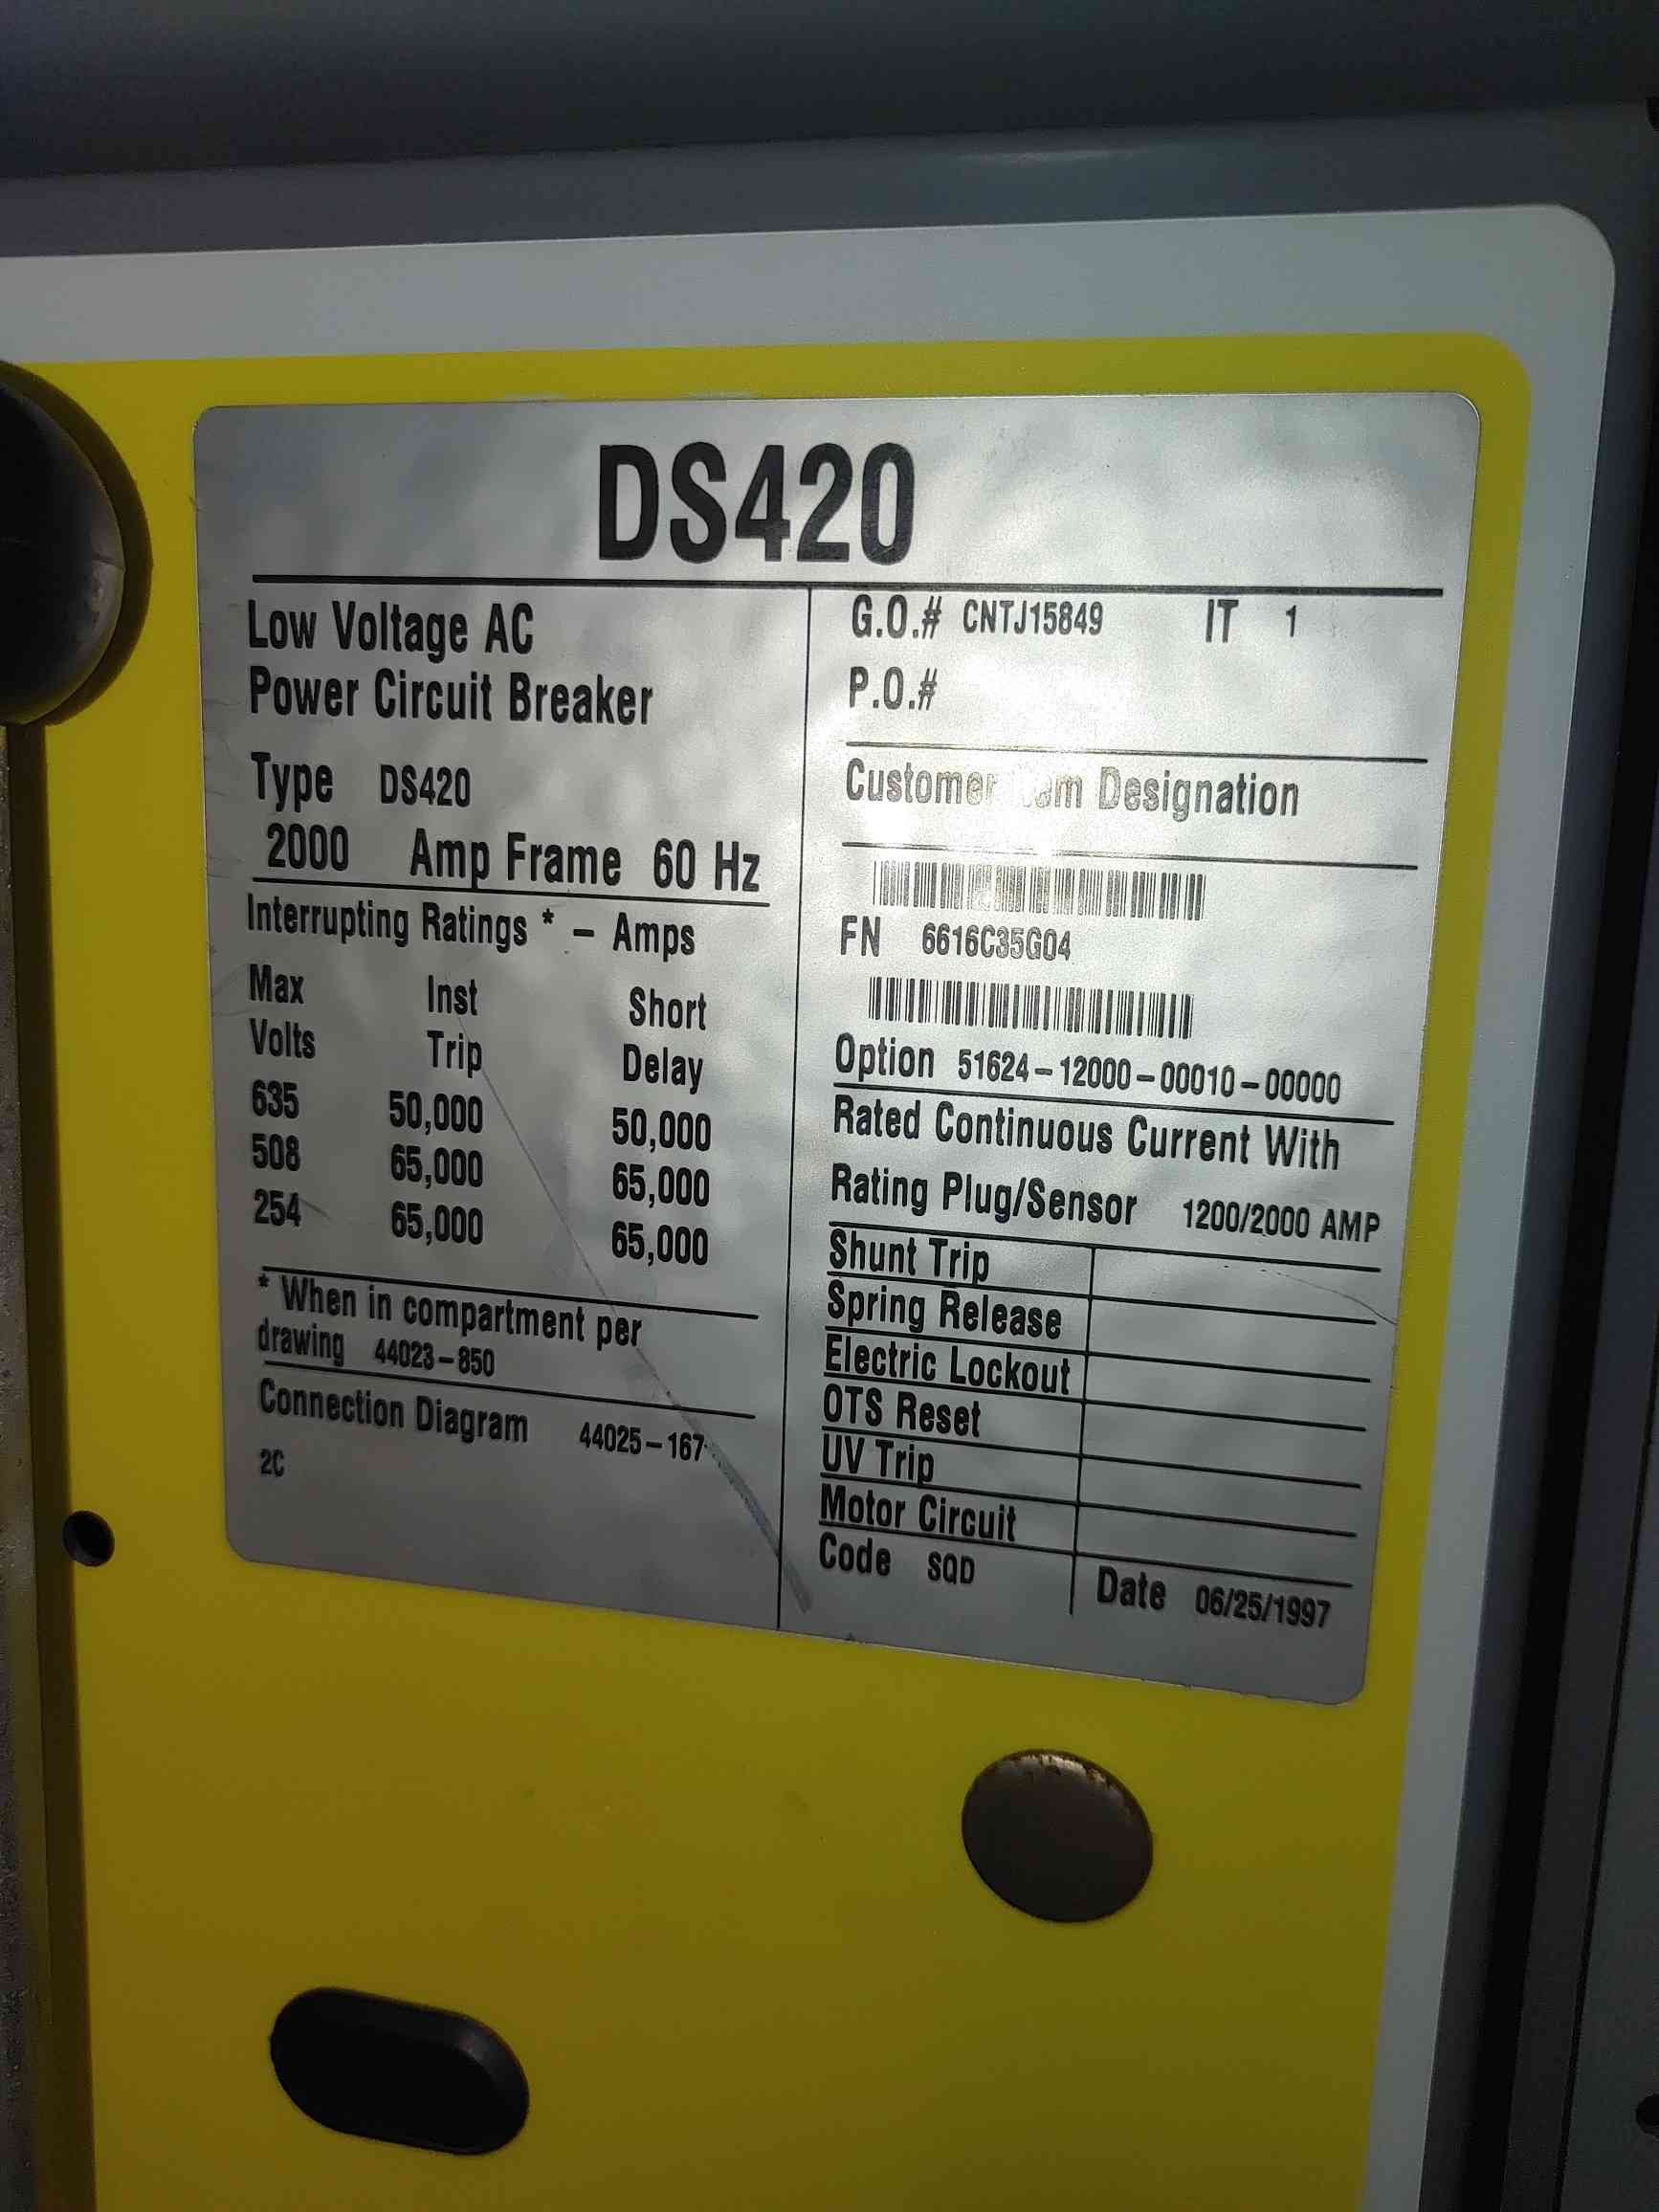 DS420
Low Voltage AC
Power Circuit Breaker
Type DS420
2000 Amp Frame 60 Hz
Interrupting Ratings * – Amps
Max Inst Short
Volts Trip Delay
635 50,000 50,000
508 65,000 65,000
254 65,000 65,000
* When in compartment per
drawing 44023-850
Connection Diagram 44025-167
2C
G.O.# CNTJ15849 IT 1
P.O.#
Customer Item Designation
FN 6616C35G04
Option 51624-12000-00010-00000
Rated Continuous Current With
Rating Plug/Sensor 1200/2000 AMP
Shunt Trip
Spring Release
Electric Lockout
OTS Reset
UV Trip
Motor Circuit
Code SQD Date 06/25/1997